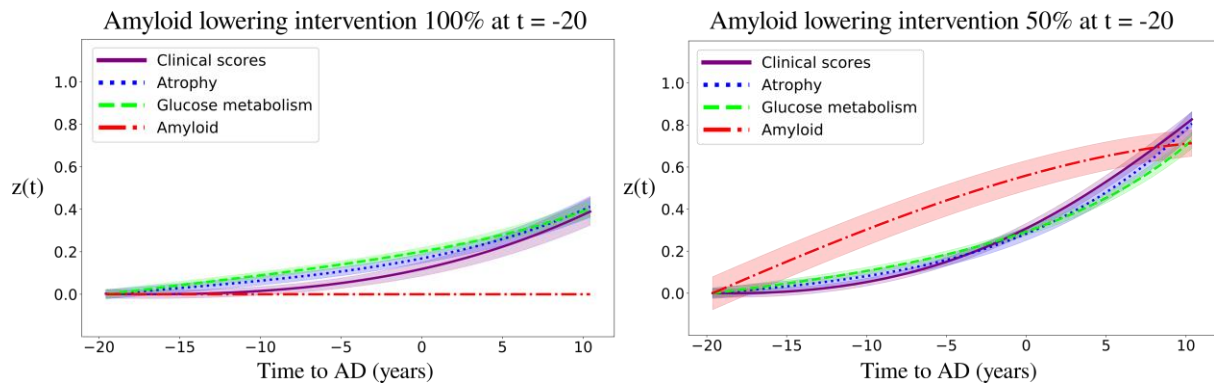 Amyloid lowering intervention 100% at t = -20
Clinical scores
Atrophy
Glucose metabolism
Amyloid
1.0
0.8
0.6
0.4
0.2
0.0
z(t)
−20 −15 −10 −5 0 5 10
Time to AD (years)
Amyloid lowering intervention 50% at t = -20
Clinical scores
Atrophy
Glucose metabolism
Amyloid
1.0
0.8
0.6
0.4
0.2
0.0
z(t)
−20 −15 −10 −5 0 5 10
Time to AD (years)